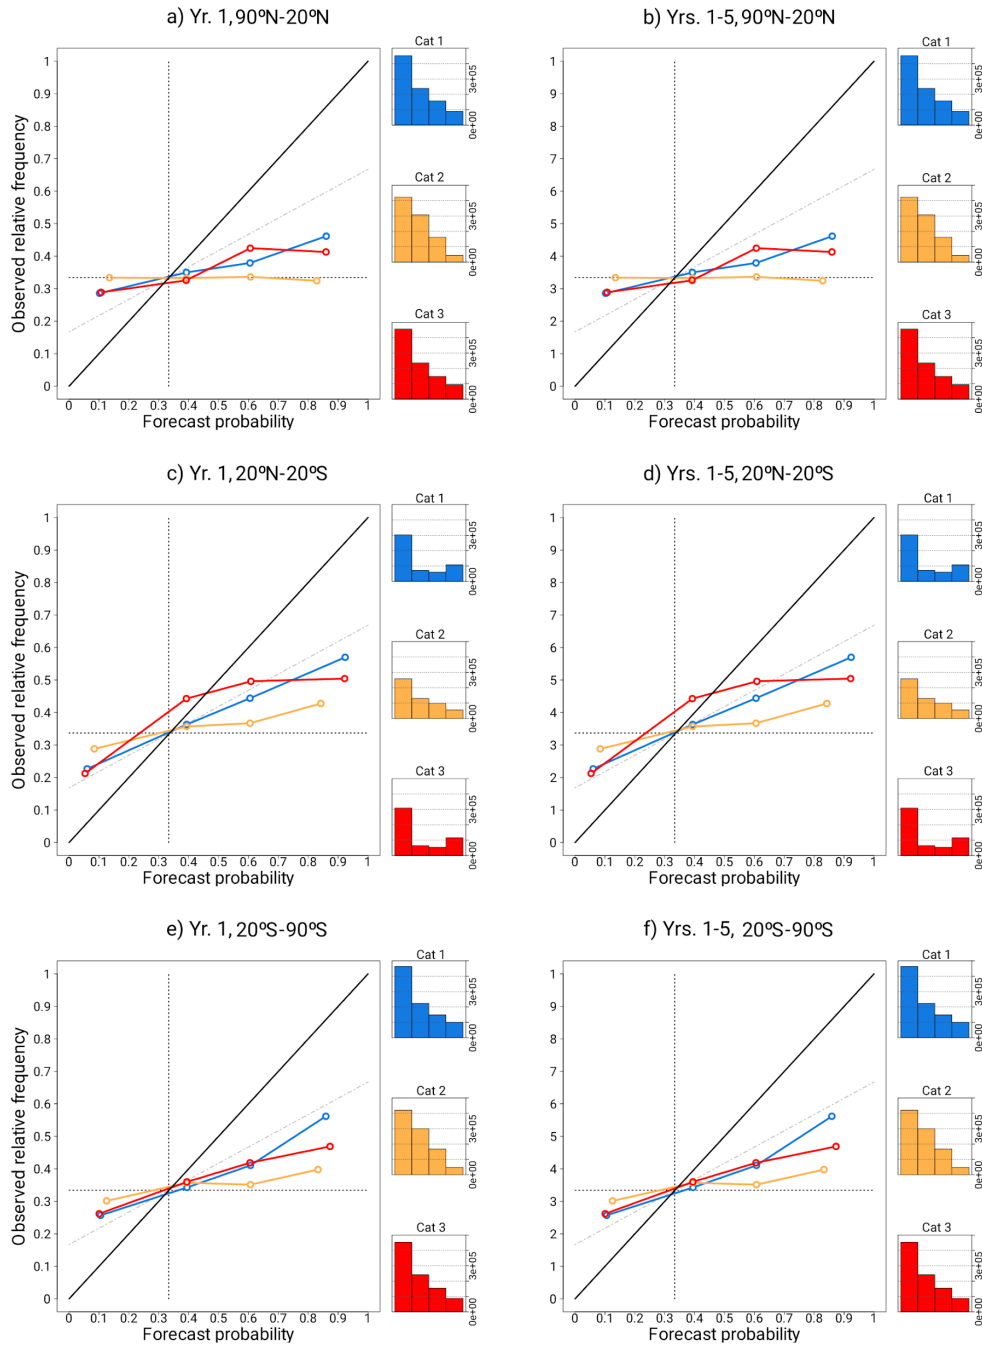 a) Yr. 1, 90ºN-20ºN
b) Yrs. 1-5, 90ºN-20ºN
Observed relative frequency
1
0.9
0.8
0.7
0.6
0.5
0.4
0.3
0.2
0.1
0
0 0.1 0.2 0.3 0.4 0.5 0.6 0.7 0.8 0.9 1
Forecast probability
Cat 1
0e+00 3e+05
Cat 2
0e+00 3e+05
Cat 3
0e+00 3e+05
1
9
8
7
6
5
4
3
2
1
0
0 0.1 0.2 0.3 0.4 0.5 0.6 0.7 0.8 0.9 1
Forecast probability
Cat 1
0e+00 3e+05
Cat 2
0e+00 3e+05
Cat 3
0e+00 3e+05
c) Yr. 1, 20ºN-20ºS
d) Yrs. 1-5, 20ºN-20ºS
Observed relative frequency
1
0.9
0.8
0.7
0.6
0.5
0.4
0.3
0.2
0.1
0
0 0.1 0.2 0.3 0.4 0.5 0.6 0.7 0.8 0.9 1
Forecast probability
Cat 1
0e+00 3e+05
Cat 2
0e+00 3e+05
Cat 3
0e+00 3e+05
1
9
8
7
6
5
4
3
2
1
0
0 0.1 0.2 0.3 0.4 0.5 0.6 0.7 0.8 0.9 1
Forecast probability
Cat 1
0e+00 3e+05
Cat 2
0e+00 3e+05
Cat 3
0e+00 3e+05
e) Yr. 1, 20ºS-90ºS
f) Yrs. 1-5, 20ºS-90ºS
Observed relative frequency
1
0.9
0.8
0.7
0.6
0.5
0.4
0.3
0.2
0.1
0
0 0.1 0.2 0.3 0.4 0.5 0.6 0.7 0.8 0.9 1
Forecast probability
Cat 1
0e+00 3e+05
Cat 2
0e+00 3e+05
Cat 3
0e+00 3e+05
1
9
8
7
6
5
4
3
2
1
0
0 0.1 0.2 0.3 0.4 0.5 0.6 0.7 0.8 0.9 1
Forecast probability
Cat 1
0e+00 3e+05
Cat 2
0e+00 3e+05
Cat 3
0e+00 3e+05